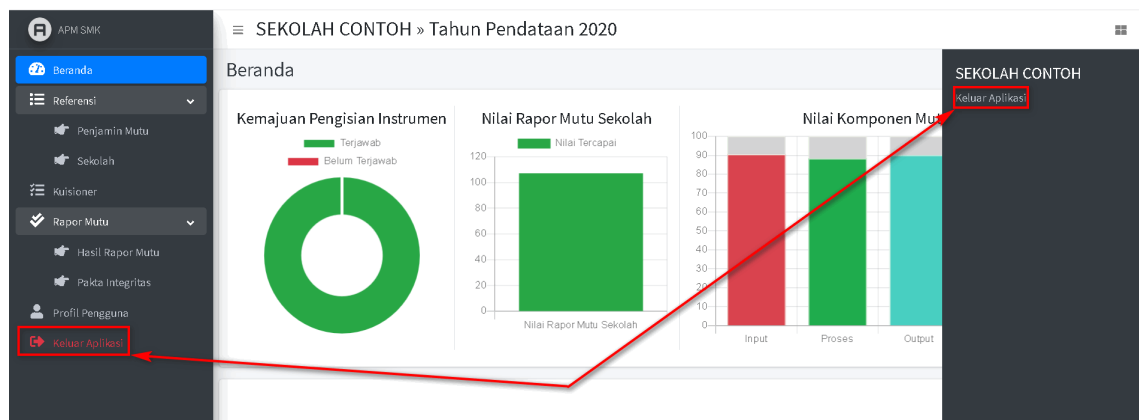 APM SMK
Beranda
Referensi
Penjamin Mutu
Sekolah
Kuisioner
Rapor Mutu
Hasil Rapor Mutu
Pakta Integritas
Profil Pengguna
Keluar Aplikasi
SEKOLAH CONTOH » Tahun Pendataan 2020
Beranda
Kemajuan Pengisian Instrumen
Terjawab
Belum Terjawab
Nilai Rapor Mutu Sekolah
Nilai Tercapai
120
100
80
60
40
20
0
Nilai Rapor Mutu Sekolah
Nilai Komponen Mut
100
90
80
70
60
50
40
30
20
10
0
Input Proses Output
SEKOLAH CONTOH
Keluar Aplikasi